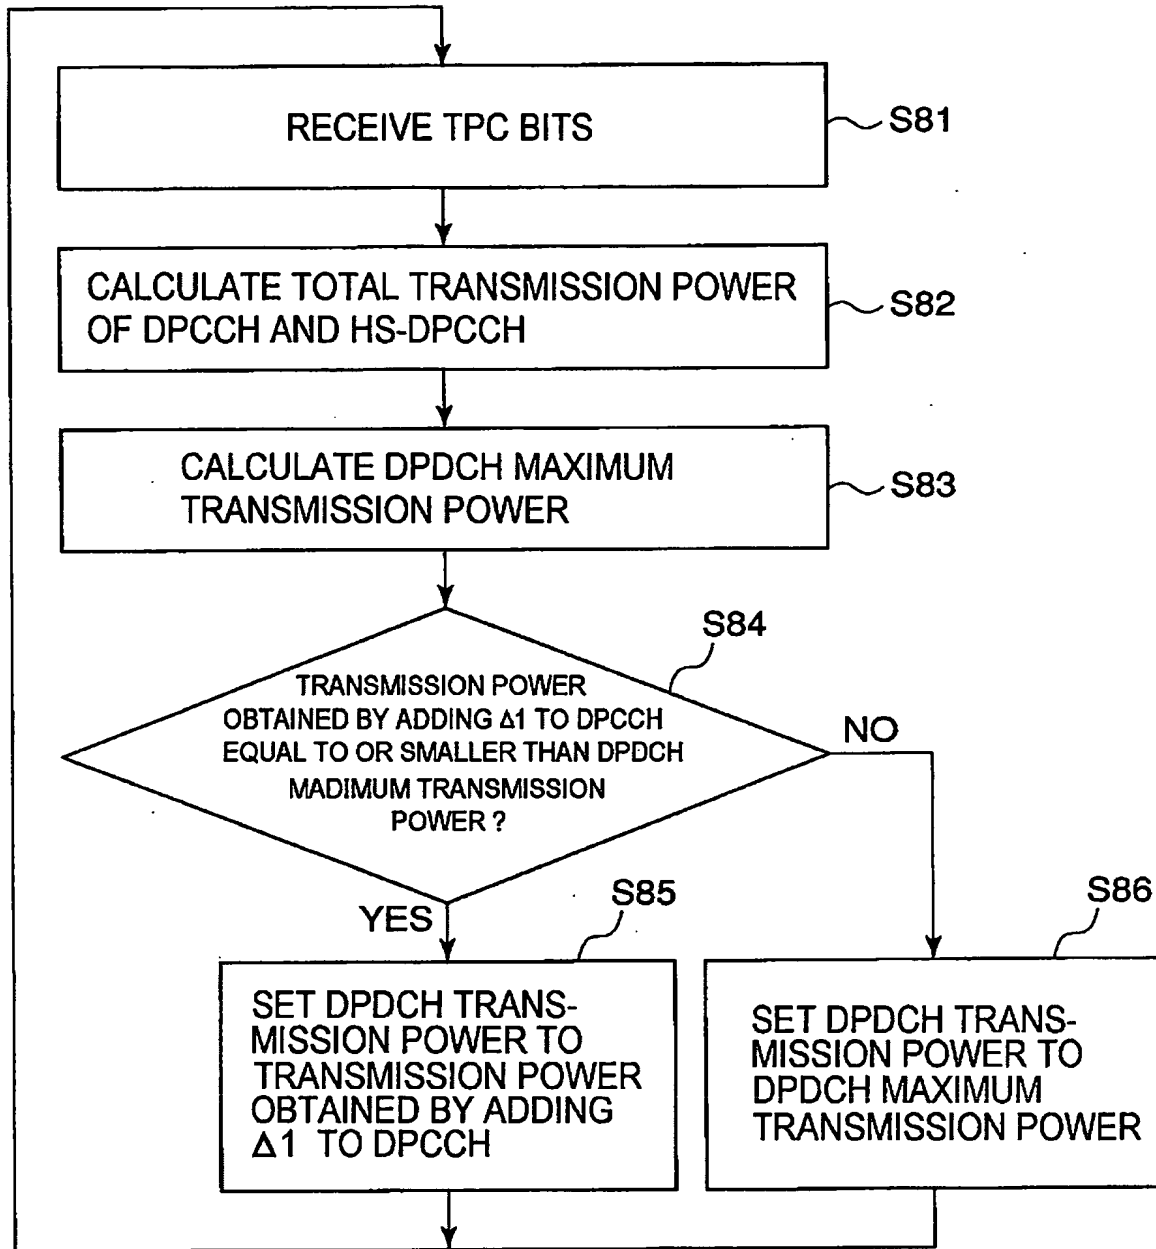 RECEIVE TPC BITS
S81
CALCULATE TOTAL TRANSMISSION POWER
OF DPCCH AND HS-DPCCH
S82
CALCULATE DPDCH MAXIMUM
TRANSMISSION POWER
S83
S84
TRANSMISSION POWER
OBTAINED BY ADDING Δ1 TO DPCCH
EQUAL TO OR SMALLER THAN DPDCH
MADIMUM TRANSMISSION
POWER ?
NO
YES
S85
S86
SET DPDCH TRANS-
MISSION POWER TO
TRANSMISSION POWER
OBTAINED BY ADDING
Δ1 TO DPCCH
SET DPDCH TRANS-
MISSION POWER TO
DPDCH MAXIMUM
TRANSMISSION POWER